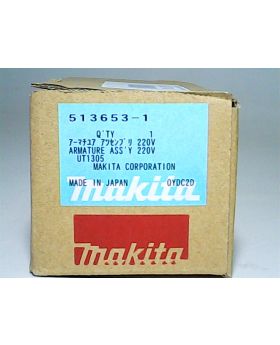 513653-1
Q'TY 1
アーマチュア アッセンブリ 220V
ARMATURE ASS'Y 220V
UT1305
MAKITA CORPORATION
MADE IN JAPAN 0YDC2D
makita
makita